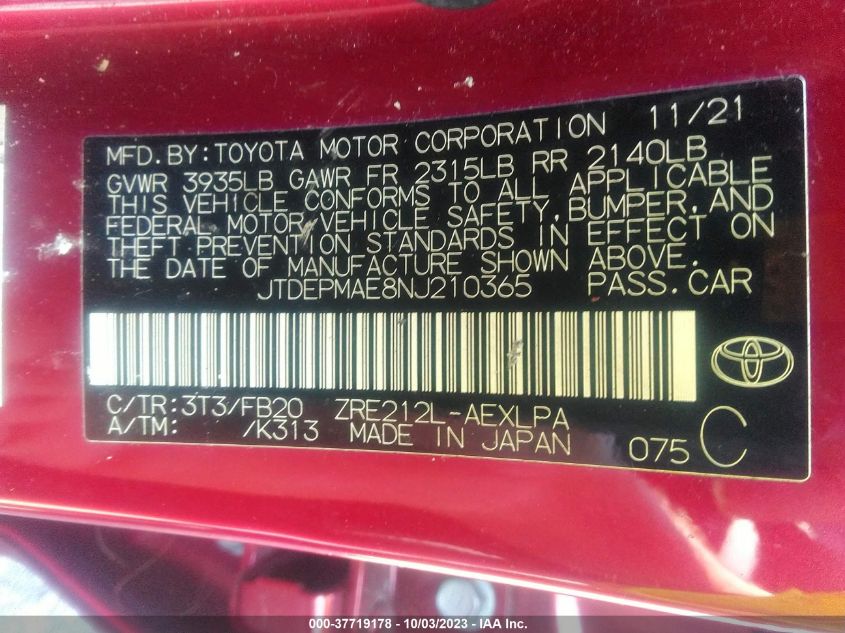 MFD.BY:TOYOTA MOTOR CORPORATION 11/21
GVWR 3935LB GAWR FR 2315LB RR 2140LB
THIS VEHICLE CONFORMS TO ALL APPLICABLE
FEDERAL MOTOR VEHICLE SAFETY,BUMPER,AND
THEFT PREVENTION STANDARDS IN EFFECT ON
THE DATE OF MANUFACTURE SHOWN ABOVE.
JTDEPMAE8NJ210365 PASS.CAR
C/TR:3T3/FB20 ZRE212L-AEXLPA
A/TM: /K313 MADE IN JAPAN 075 C
000-37719178 - 10/03/2023 - IAA Inc.